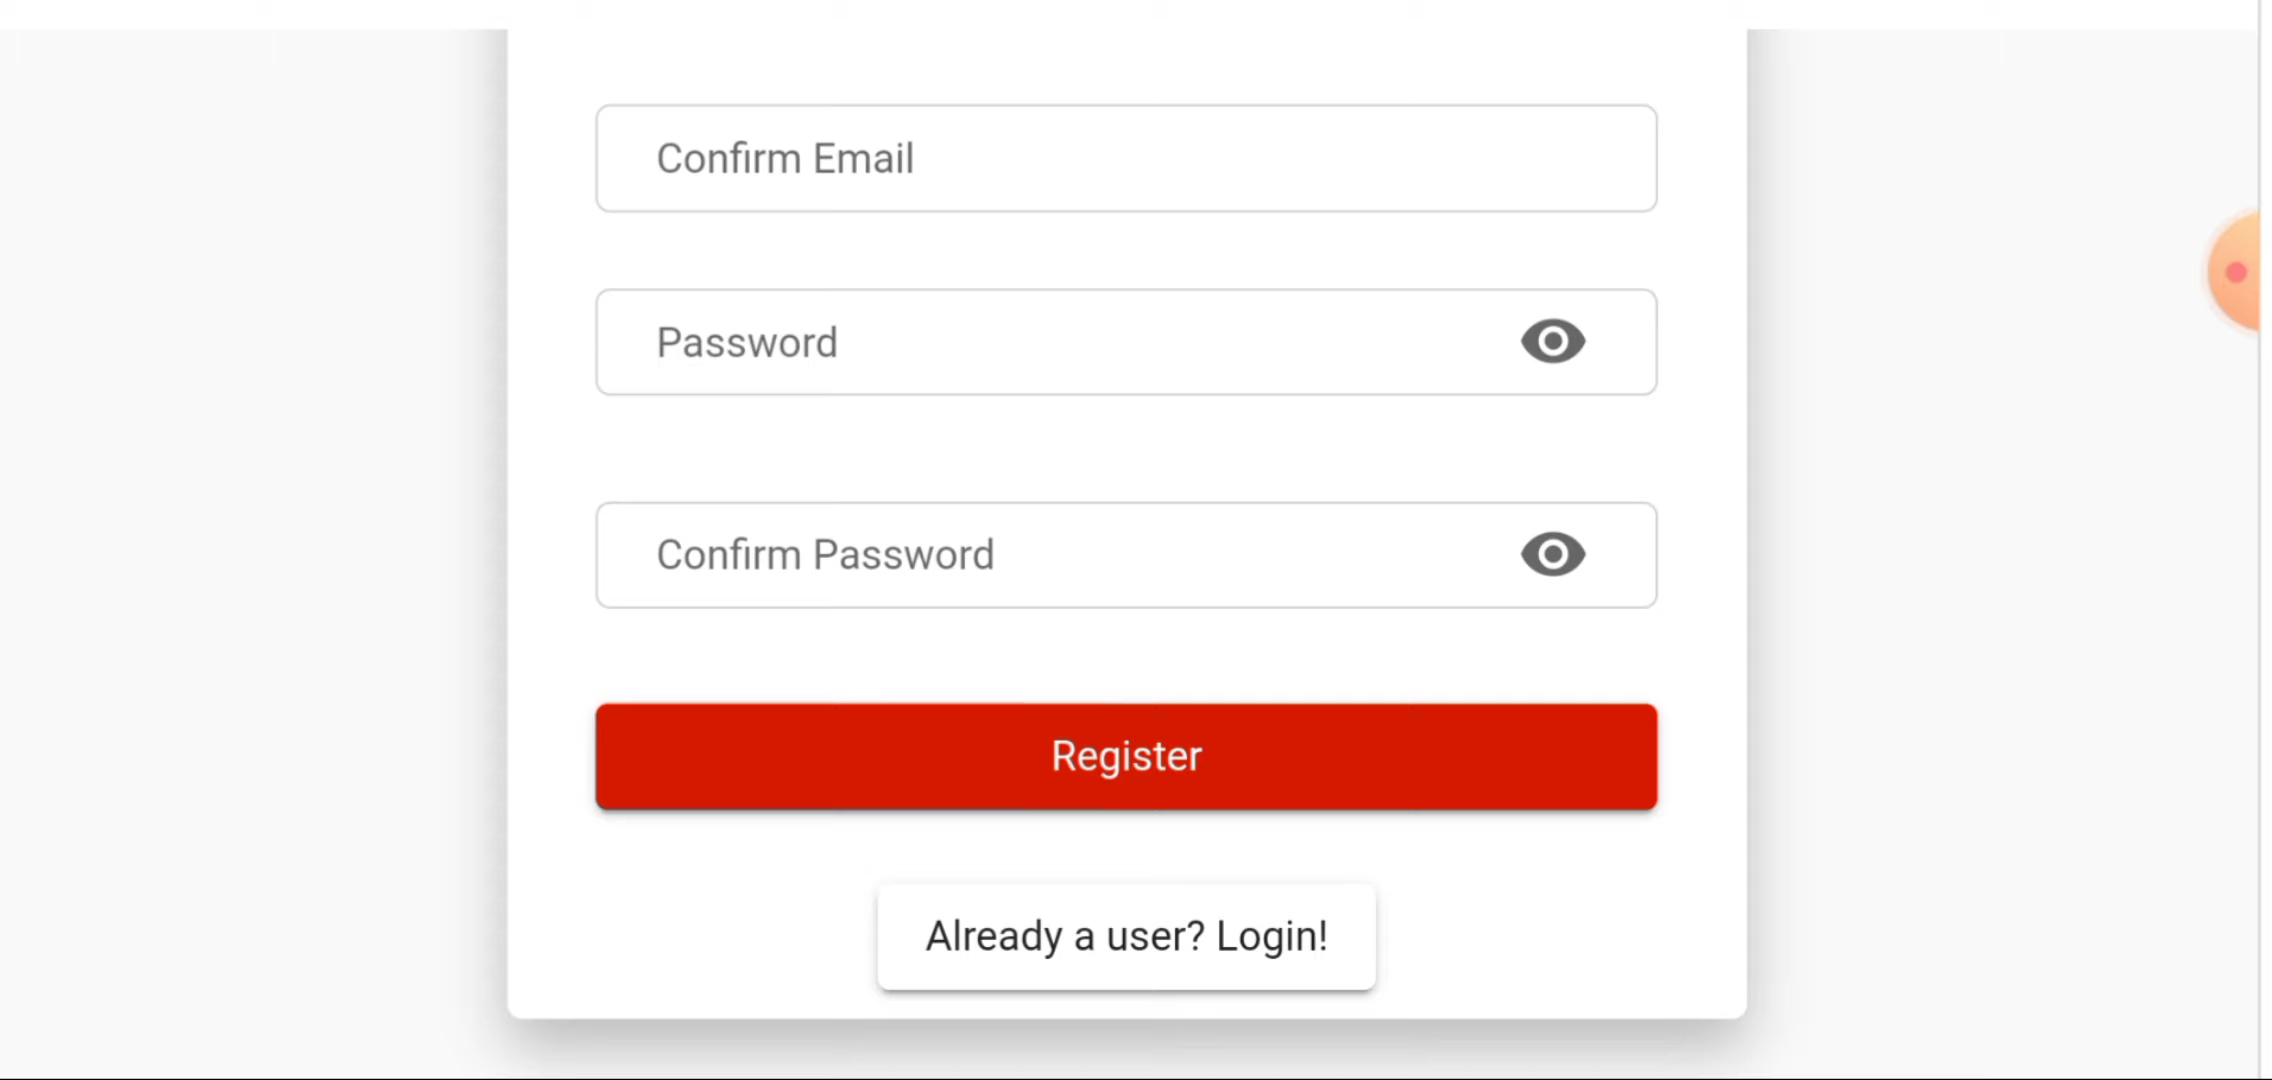 Confirm Email
Password
Confirm Password
Register
Already a user? Login!